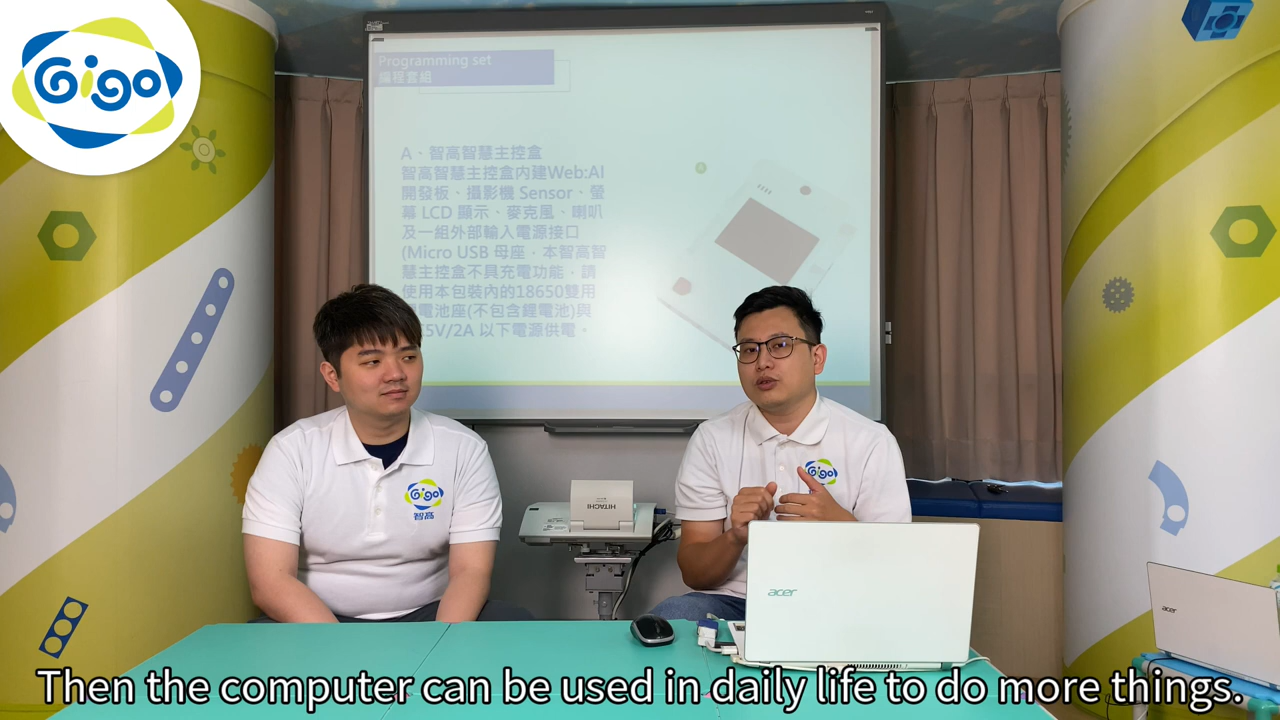 Gigo
Programming set
編程套組
A、智高智慧主控盒
智高智慧主控盒內建Web:AI
開發板、攝影機 Sensor、螢
幕 LCD 顯示、麥克風、喇叭
及一組外部輸入電源接口
(Micro USB 母座，本智高智
慧主控盒不具充電功能，請
使用本包裝內的18650雙用
電池座(不包含鋰電池)與
5V/2A 以下電源供電。
Gigo
智高
Gigo
HITACHI
acer
acer
Then the computer can be used in daily life to do more things.